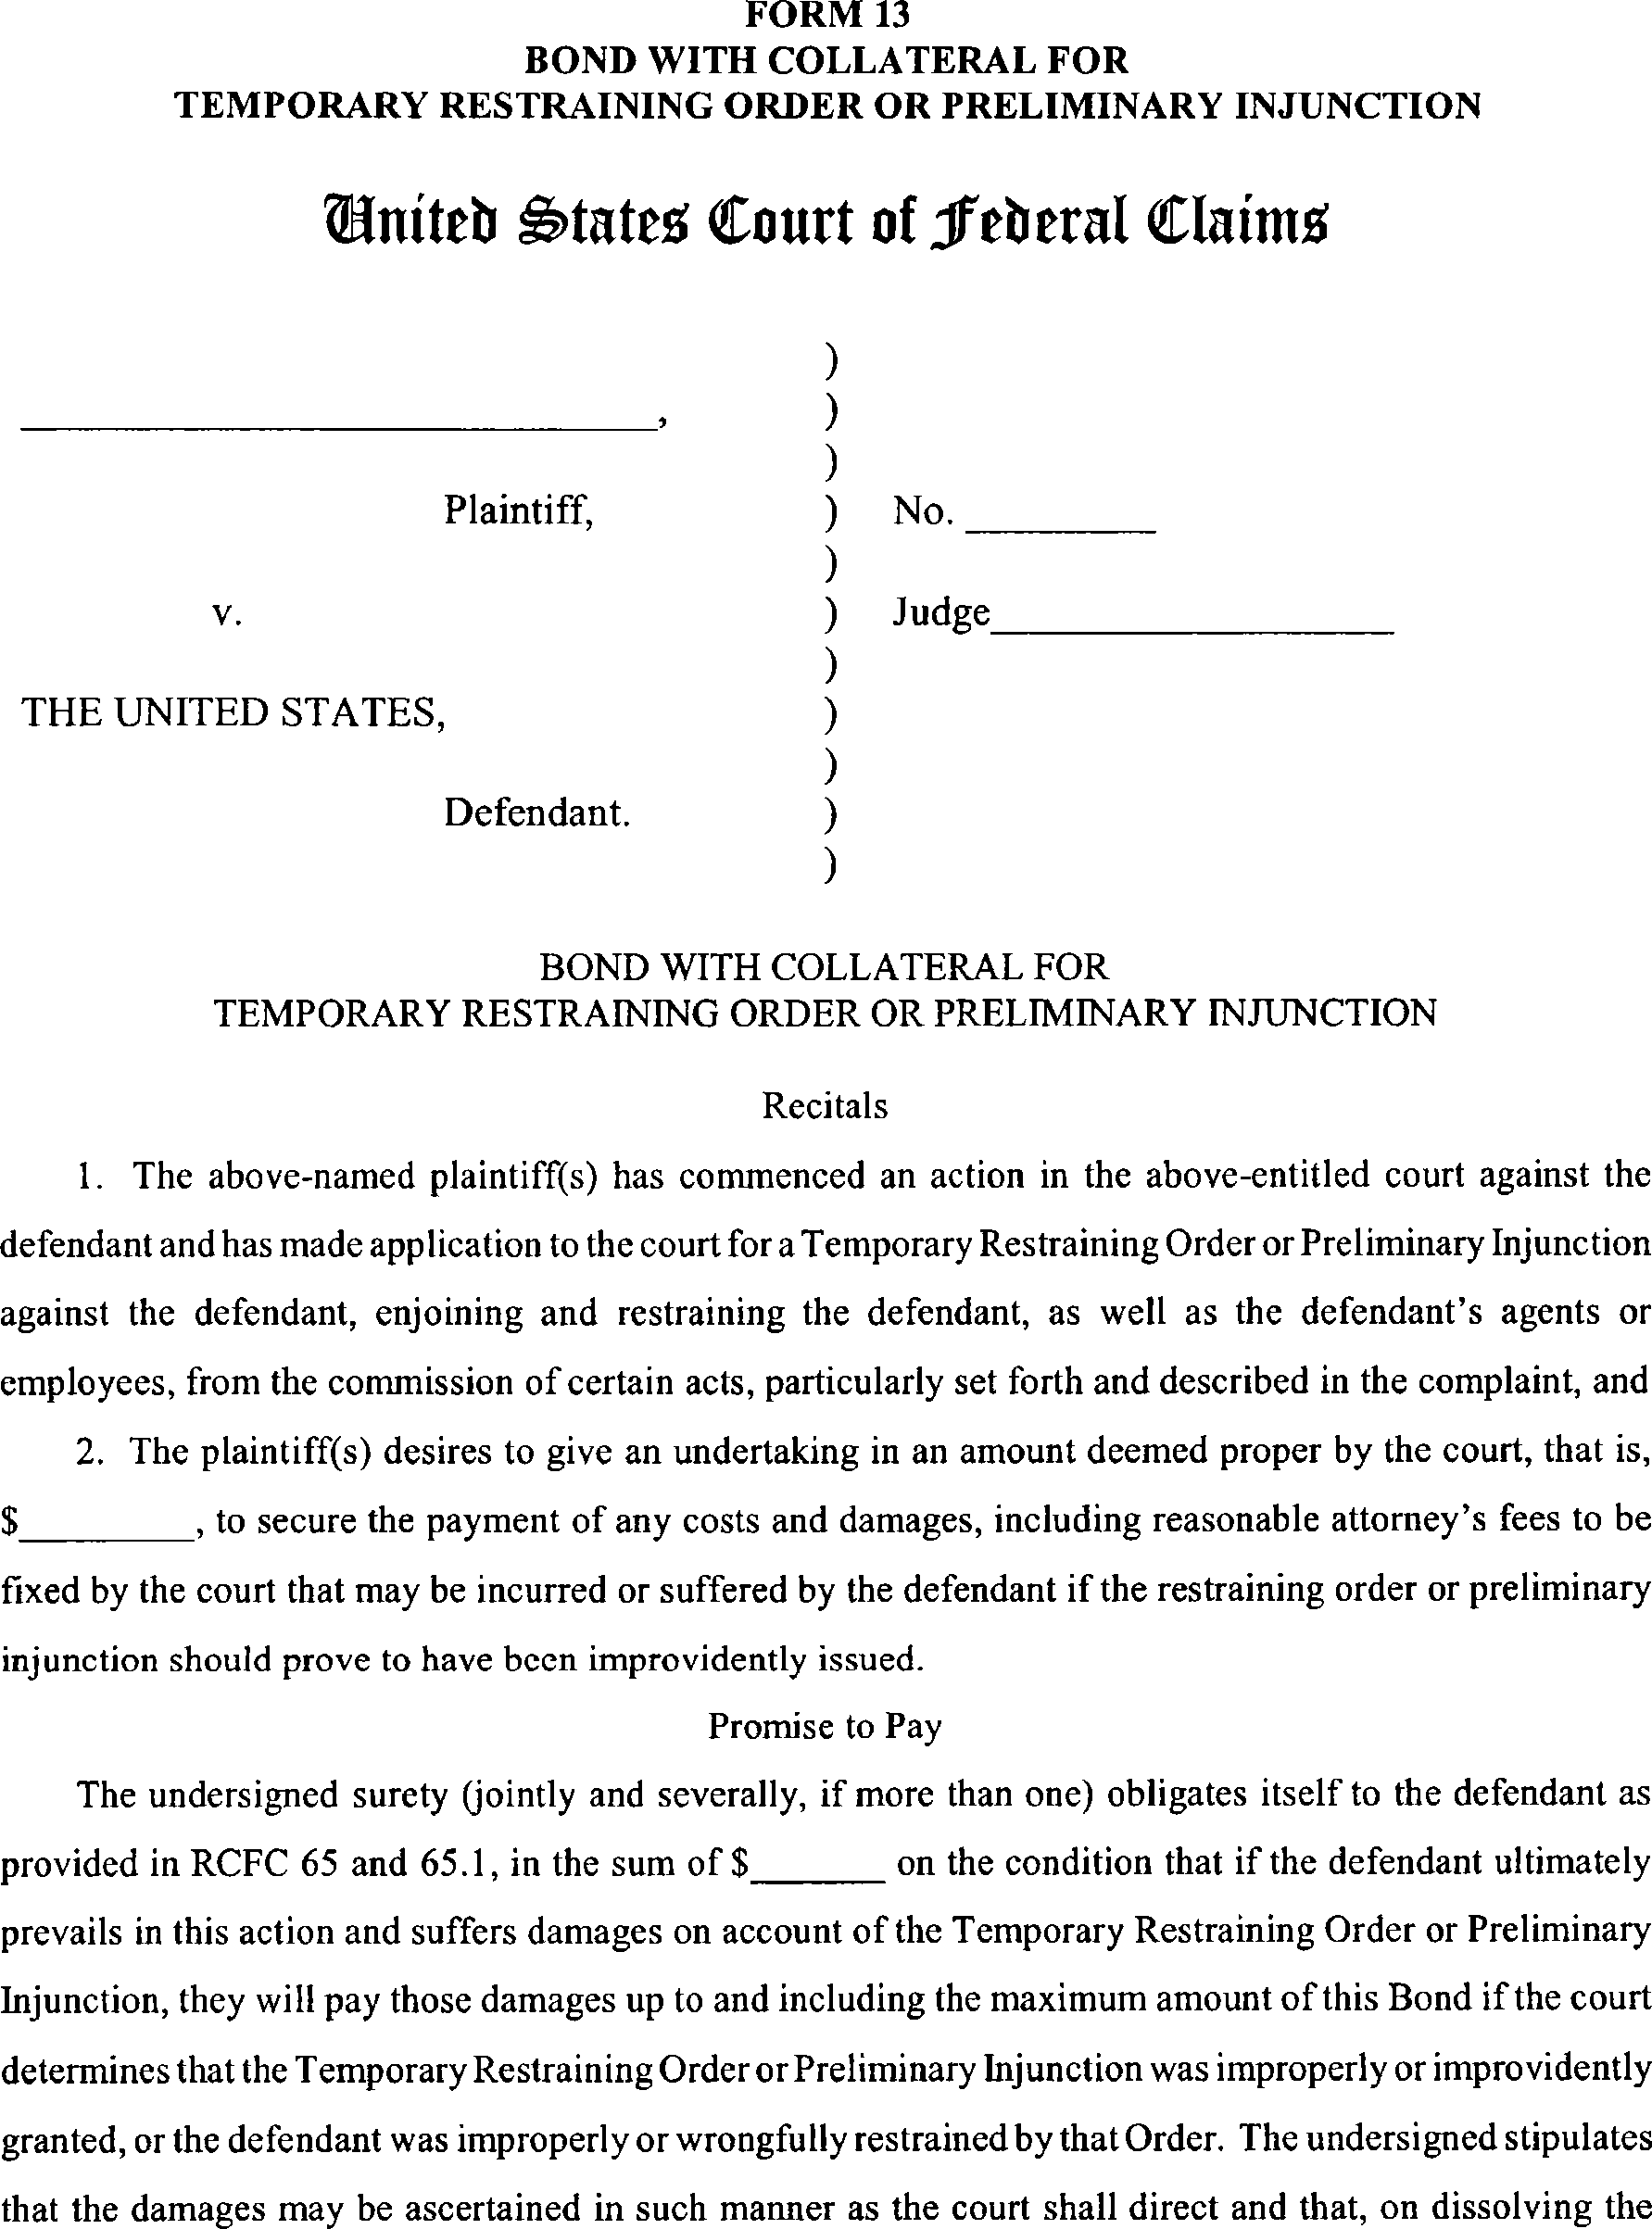 FORM 13
BOND WITH COLLATERAL FOR
TEMPORARY RESTRAINING ORDER OR PRELIMINARY INJUNCTION
United States Court of Federal Claims
)
____________________, )
)
Plaintiff, ) No. __________
)
v. ) Judge____________________
)
THE UNITED STATES, )
)
Defendant. )
)
BOND WITH COLLATERAL FOR
TEMPORARY RESTRAINING ORDER OR PRELIMINARY INJUNCTION
Recitals
1. The above-named plaintiff(s) has commenced an action in the above-entitled court against the
defendant and has made application to the court for a Temporary Restraining Order or Preliminary Injunction
against the defendant, enjoining and restraining the defendant, as well as the defendant's agents or
employees, from the commission of certain acts, particularly set forth and described in the complaint, and
2. The plaintiff(s) desires to give an undertaking in an amount deemed proper by the court, that is,
$_________, to secure the payment of any costs and damages, including reasonable attorney's fees to be
fixed by the court that may be incurred or suffered by the defendant if the restraining order or preliminary
injunction should prove to have been improvidently issued.
Promise to Pay
The undersigned surety (jointly and severally, if more than one) obligates itself to the defendant as
provided in RCFC 65 and 65.1, in the sum of $_______ on the condition that if the defendant ultimately
prevails in this action and suffers damages on account of the Temporary Restraining Order or Preliminary
Injunction, they will pay those damages up to and including the maximum amount of this Bond if the court
determines that the Temporary Restraining Order or Preliminary Injunction was improperly or improvidently
granted, or the defendant was improperly or wrongfully restrained by that Order. The undersigned stipulates
that the damages may be ascertained in such manner as the court shall direct and that, on dissolving the